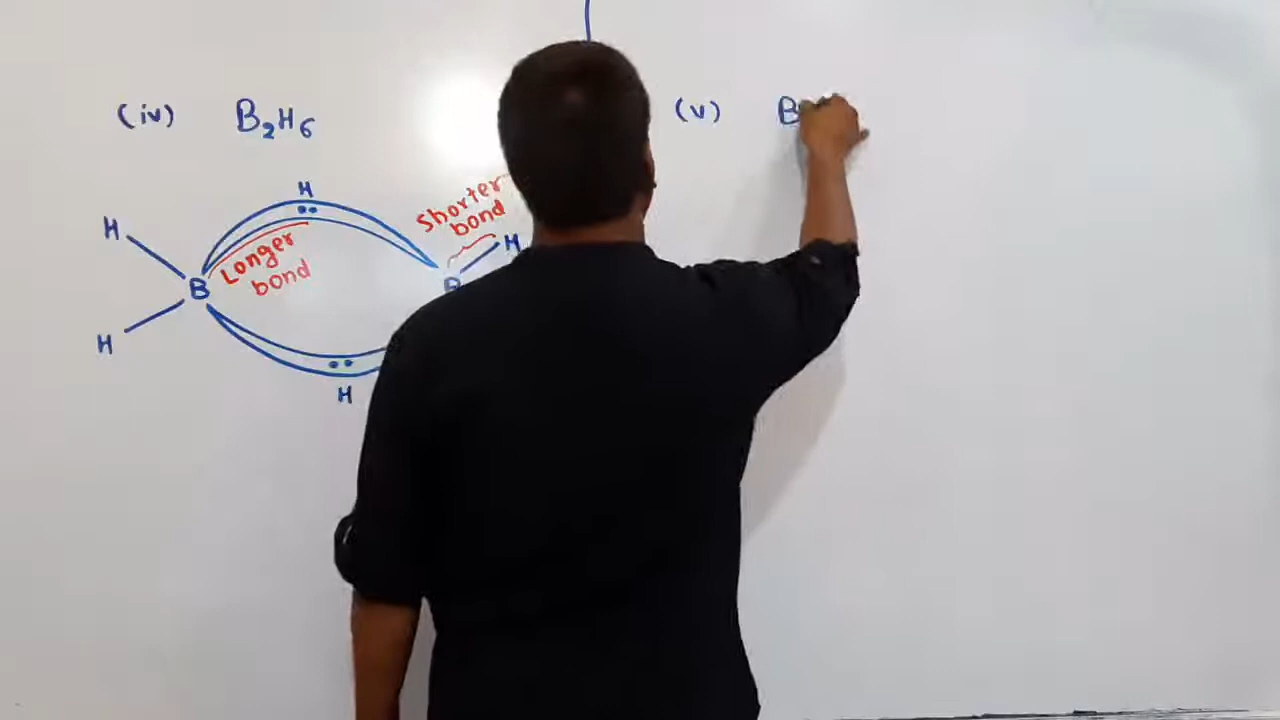 (iv) B₂H₆
(v) B
H
Shorter
bond
H
H
Longer
bond
B
H
H